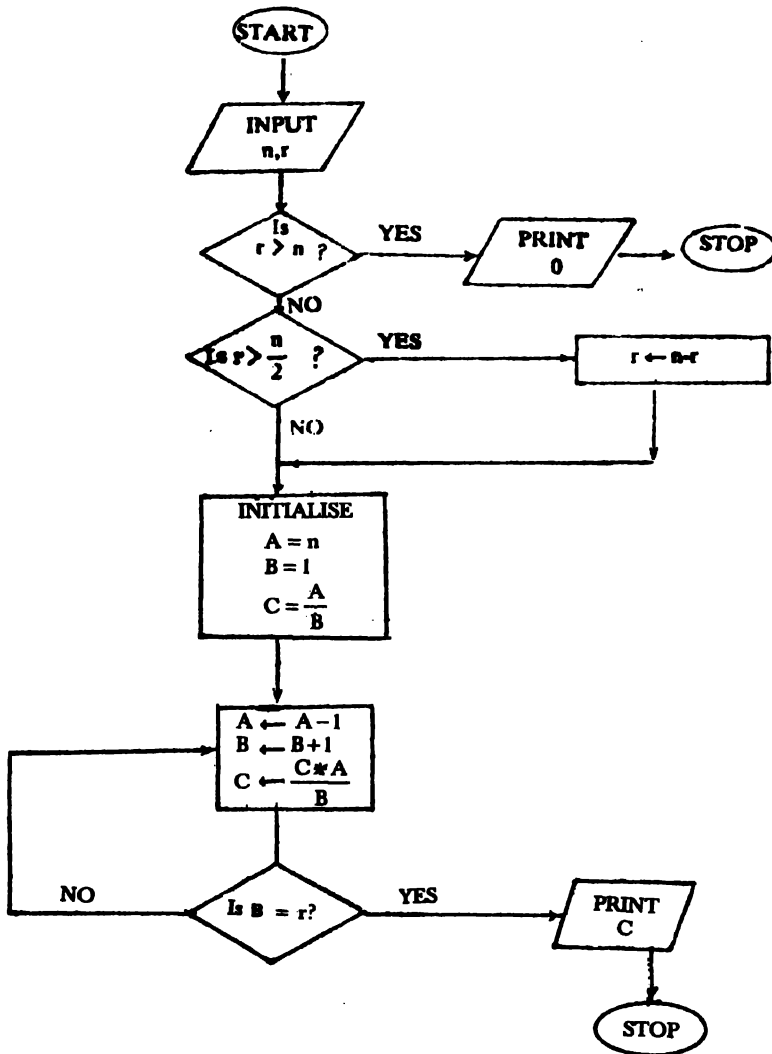 START
INPUT
n,r
Is
r > n ?
YES
PRINT
0
STOP
NO
Is r > n/2 ?
YES
r ← n-r
NO
INITIALISE
A = n
B = 1
C = A/B
A ← A-1
B ← B+1
C ← C*A/B
NO
Is B = r?
YES
PRINT
C
STOP